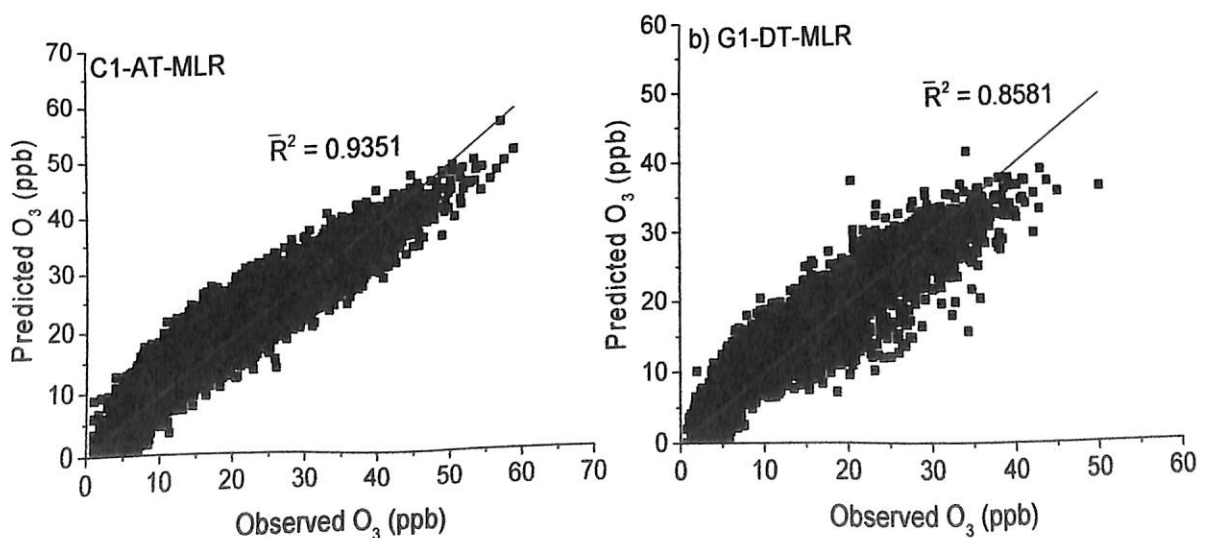 C1-AT-MLR
R̄² = 0.9351
Predicted O₃ (ppb)
70
60
50
40
30
20
10
0
0 10 20 30 40 50 60 70
Observed O₃ (ppb)
b) G1-DT-MLR
R̄² = 0.8581
Predicted O₃ (ppb)
60
50
40
30
20
10
0
0 10 20 30 40 50 60
Observed O₃ (ppb)